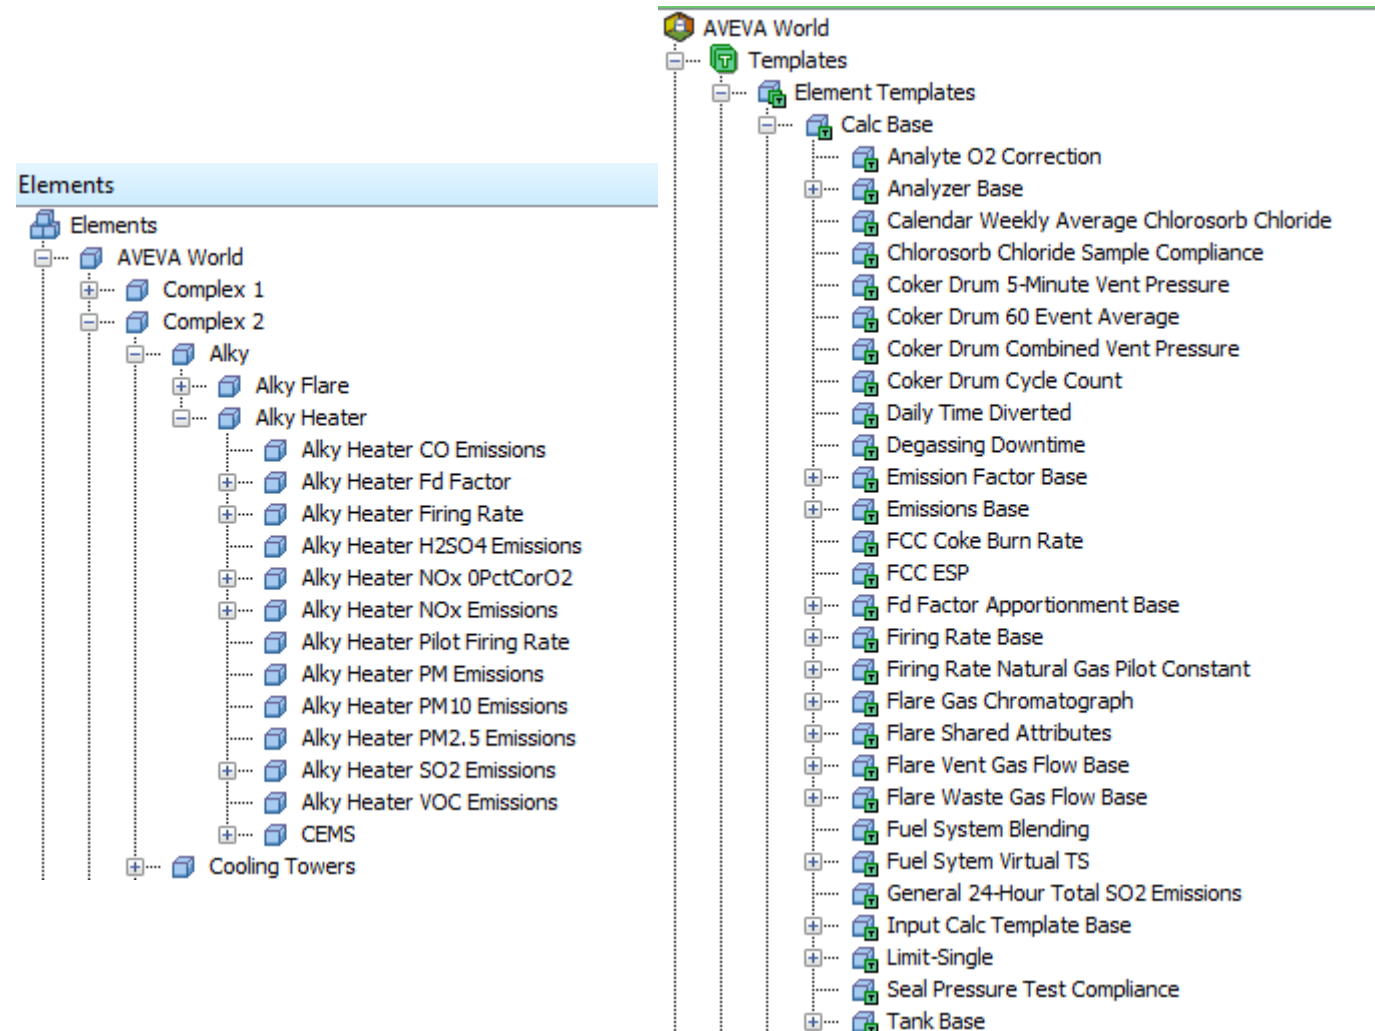 Elements
Elements
AVEVA World
Complex 1
Complex 2
Alky
Alky Flare
Alky Heater
Alky Heater CO Emissions
Alky Heater Fd Factor
Alky Heater Firing Rate
Alky Heater H2SO4 Emissions
Alky Heater NOx 0PctCorO2
Alky Heater NOx Emissions
Alky Heater Pilot Firing Rate
Alky Heater PM Emissions
Alky Heater PM10 Emissions
Alky Heater PM2.5 Emissions
Alky Heater SO2 Emissions
Alky Heater VOC Emissions
CEMS
Cooling Towers
AVEVA World
Templates
Element Templates
Calc Base
Analyte O2 Correction
Analyzer Base
Calendar Weekly Average Chlorosorb Chloride
Chlorosorb Chloride Sample Compliance
Coker Drum 5-Minute Vent Pressure
Coker Drum 60 Event Average
Coker Drum Combined Vent Pressure
Coker Drum Cycle Count
Daily Time Diverted
Degassing Downtime
Emission Factor Base
Emissions Base
FCC Coke Burn Rate
FCC ESP
Fd Factor Apportionment Base
Firing Rate Base
Firing Rate Natural Gas Pilot Constant
Flare Gas Chromatograph
Flare Shared Attributes
Flare Vent Gas Flow Base
Flare Waste Gas Flow Base
Fuel System Blending
Fuel Sytem Virtual TS
General 24-Hour Total SO2 Emissions
Input Calc Template Base
Limit-Single
Seal Pressure Test Compliance
Tank Base